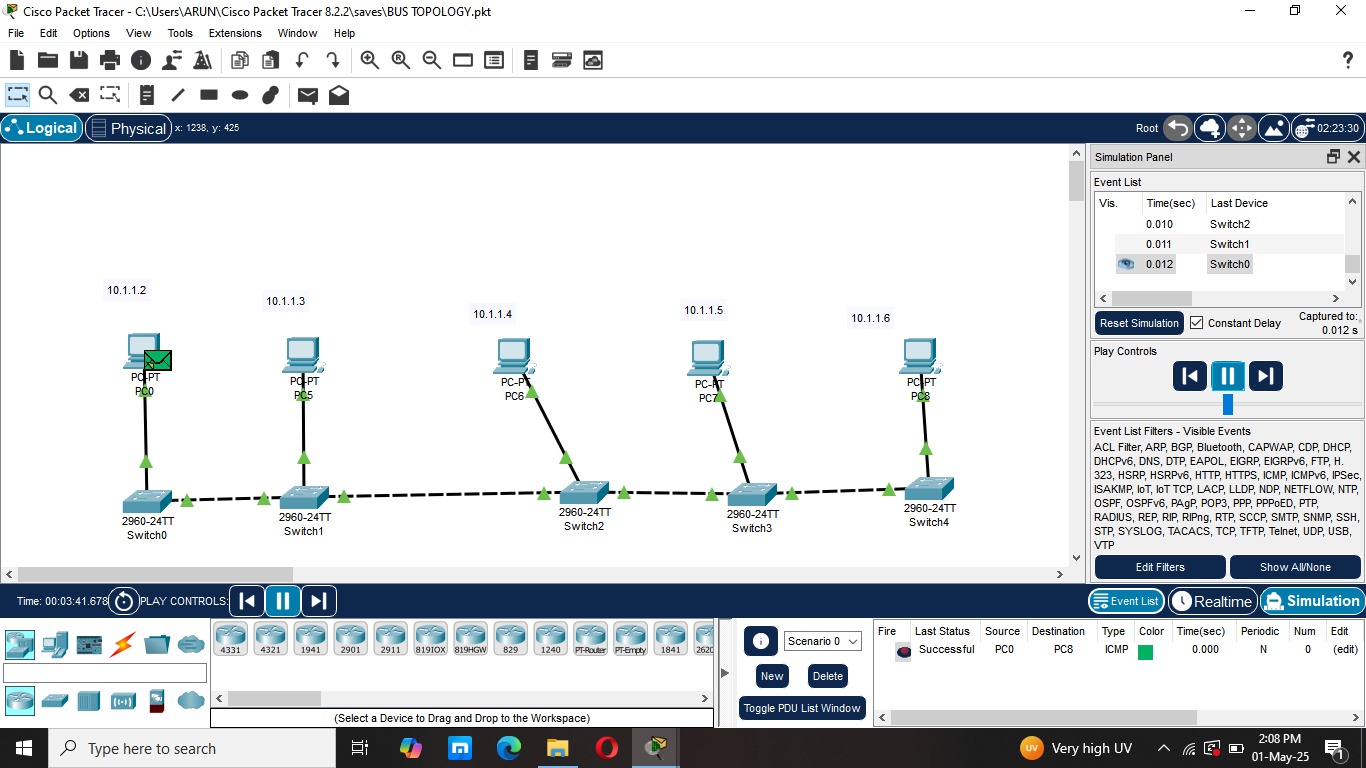 Cisco Packet Tracer - C:\Users\ARUN\Cisco Packet Tracer 8.2.2\saves\BUS TOPOLOGY.pkt
File Edit Options View Tools Extensions Window Help
?
Logical Physical x: 1238, y: 425 Root 02:23:30
Simulation Panel
Event List
Vis. Time(sec) Last Device
0.010 Switch2
0.011 Switch1
0.012 Switch0
Reset Simulation Constant Delay Captured to:
0.012 s
Play Controls
Event List Filters - Visible Events
ACL Filter, ARP, BGP, Bluetooth, CAPWAP, CDP, DHCP,
DHCPv6, DNS, DTP, EAPOL, EIGRP, EIGRPv6, FTP, H.
323, HSRP, HSRPv6, HTTP, HTTPS, ICMP, ICMPv6, IPSec,
ISAKMP, IoT, IoT TCP, LACP, LLDP, NDP, NETFLOW, NTP,
OSPF, OSPFv6, PAgP, POP3, PPP, PPPoED, PTP,
RADIUS, REP, RIP, RIPng, RTP, SCCP, SMTP, SNMP, SSH,
STP, SYSLOG, TACACS, TCP, TFTP, Telnet, UDP, USB,
VTP
Edit Filters Show All/None
10.1.1.2
10.1.1.3
10.1.1.4
10.1.1.5
10.1.1.6
PC-PT
PC0
PC-PT
PC5
PC-PT
PC6
PC-PT
PC7
PC-PT
PC8
2960-24TT
Switch0
2960-24TT
Switch1
2960-24TT
Switch2
2960-24TT
Switch3
2960-24TT
Switch4
Time: 00:03:41.678 PLAY CONTROLS: Event List Realtime Simulation
4331 4321 1941 2901 2911 819IOX 819HGW 829 1240 PT-Router PT-Empty 1841 2620
(Select a Device to Drag and Drop to the Workspace)
Scenario 0
New Delete
Toggle PDU List Window
Fire Last Status Source Destination Type Color Time(sec) Periodic Num Edit
Successful PC0 PC8 ICMP 0.000 N 0 (edit)
Type here to search
UV Very high UV
2:08 PM
01-May-25
1